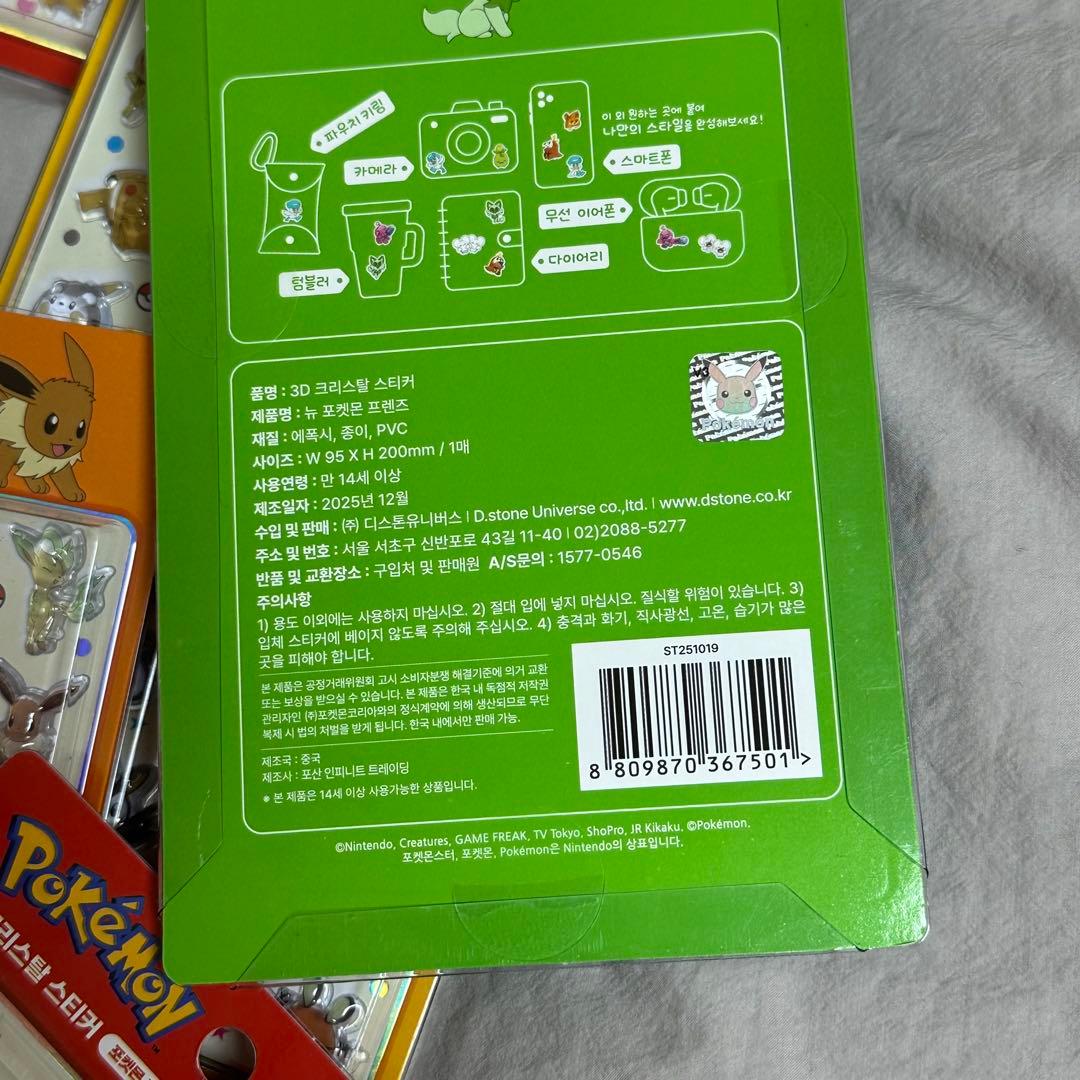 파우치 키링
카메라
이 외 원하는 곳에 붙여
나만의 스타일을 완성해보세요!
스마트폰
무선 이어폰
다이어리
텀블러
품명 : 3D 크리스탈 스티커
제품명 : 뉴 포켓몬 프렌즈
재질 : 에폭시, 종이, PVC
사이즈 : W 95 X H 200mm / 1매
사용연령 : 만 14세 이상
제조일자 : 2025년 12월
수입 및 판매 : (주) 디스톤유니버스 I D.stone Universe co.,ltd. I www.dstone.co.kr
주소 및 번호 : 서울 서초구 신반포로 43길 11-40 I 02)2088-5277
반품 및 교환장소 : 구입처 및 판매원 A/S문의 : 1577-0546
주의사항
1) 용도 이외에는 사용하지 마십시오. 2) 절대 입에 넣지 마십시오. 질식할 위험이 있습니다. 3)
입체 스티커에 베이지 않도록 주의해 주십시오. 4) 충격과 화기, 직사광선, 고온, 습기가 많은
곳을 피해야 합니다.
본 제품은 공정거래위원회 고시 소비자분쟁 해결기준에 의거 교환
또는 보상을 받으실 수 있습니다. 본 제품은 한국 내 독점적 저작권
관리자인 (주)포켓몬코리아와의 정식계약에 의해 생산되므로 무단
복제 시 법의 처벌을 받게 됩니다. 한국 내에서만 판매 가능.
제조국 : 중국
제조사 : 포산 인피니트 트레이딩
※ 본 제품은 14세 이상 사용가능한 상품입니다.
Pokémon
ST251019
8 809870 367501 >
©Nintendo, Creatures, GAME FREAK, TV Tokyo, ShoPro, JR Kikaku. ©Pokémon.
포켓몬스터, 포켓몬, Pokémon은 Nintendo의 상표입니다.
POKéMON
리스탈 스티커
포켓몬